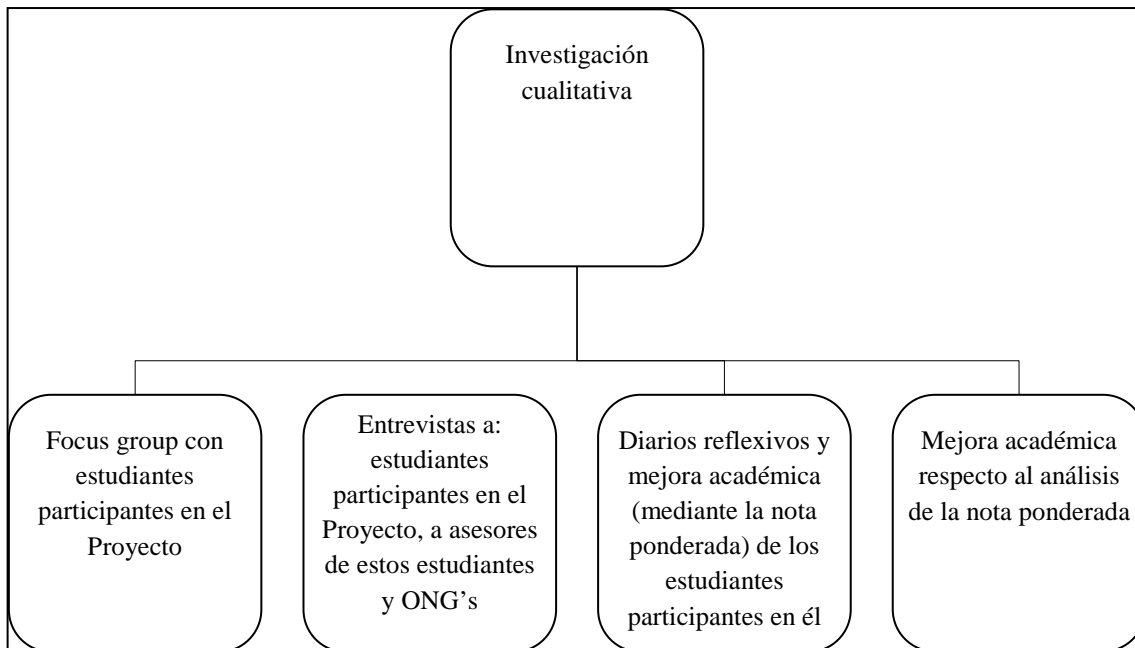 Investigación
cualitativa
Focus group con
estudiantes
participantes en el
Proyecto
Entrevistas a:
estudiantes
participantes en el
Proyecto, a asesores
de estos estudiantes
y ONG’s
Diarios reflexivos y
mejora académica
(mediante la nota
ponderada) de los
estudiantes
participantes en él
Mejora académica
respecto al análisis
de la nota ponderada